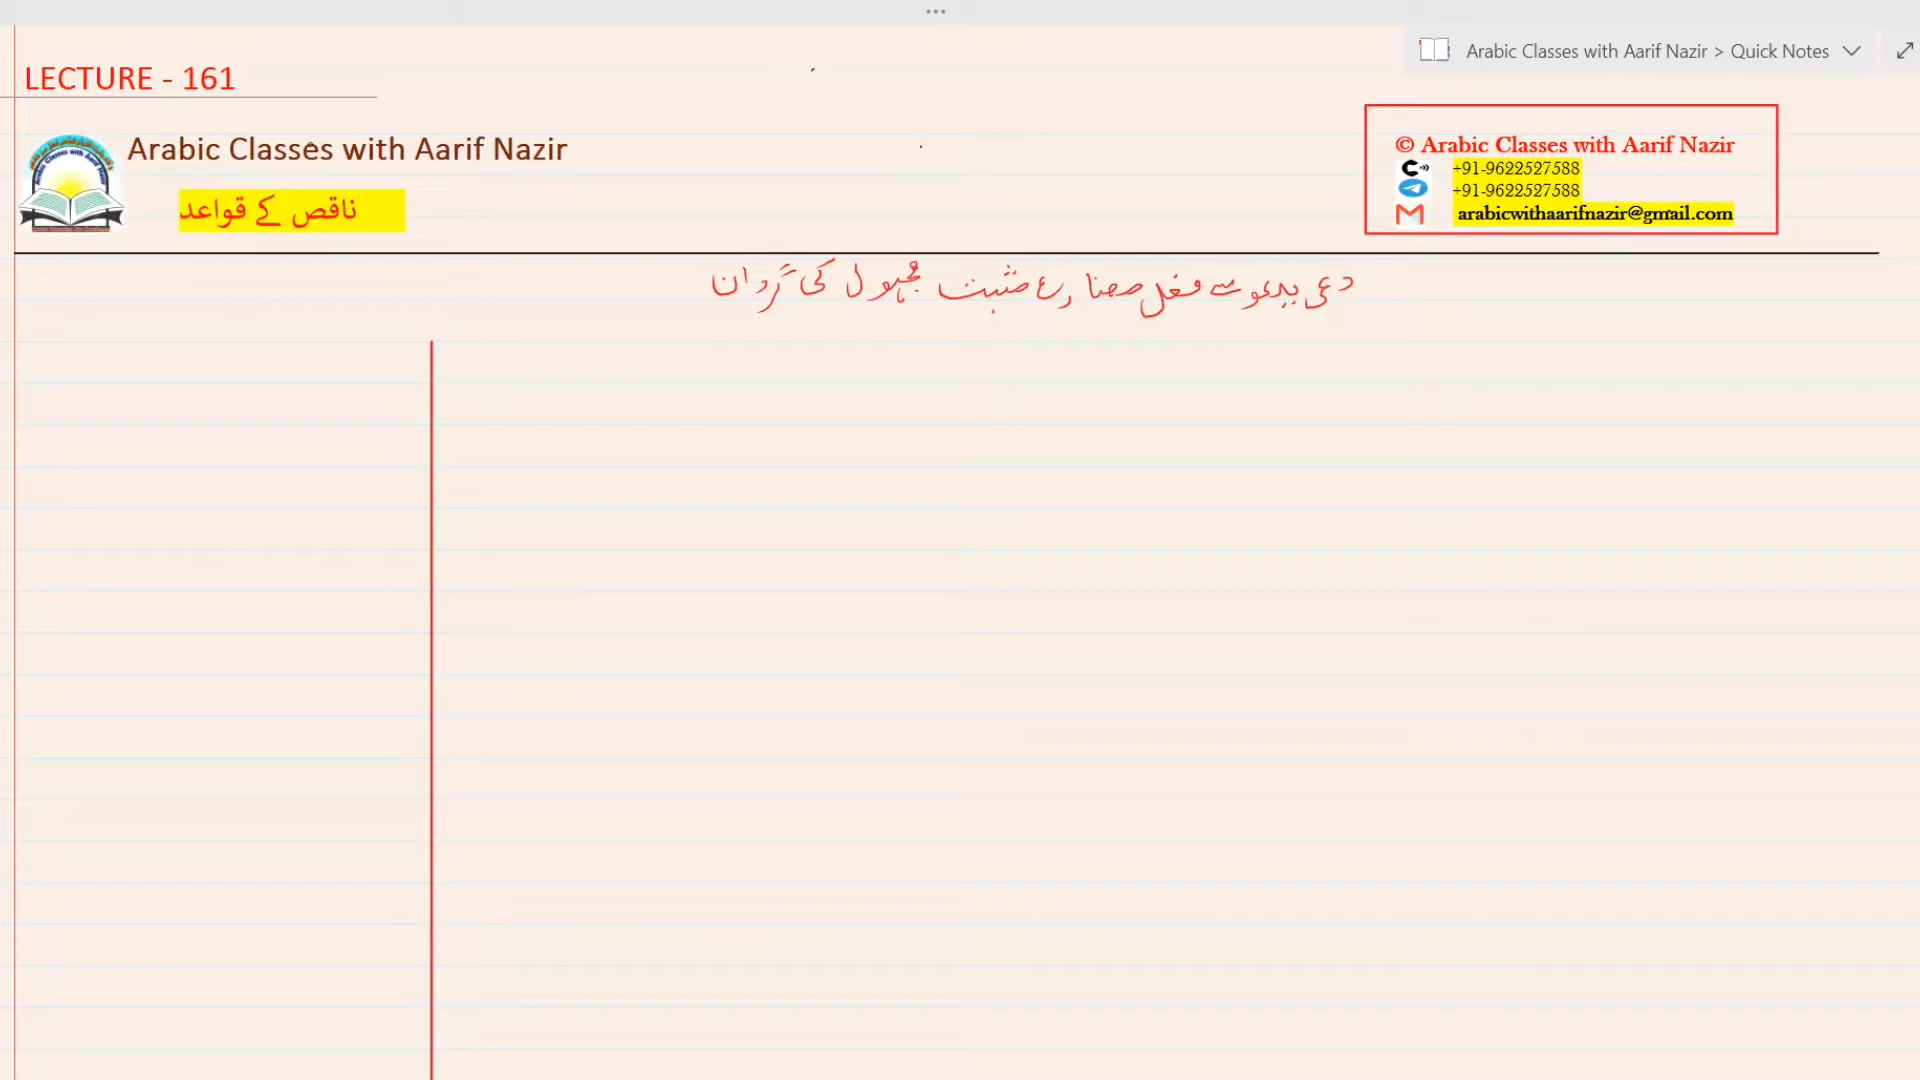 ...
Arabic Classes with Aarif Nazir > Quick Notes
LECTURE - 161
Arabic Classes with Aarif Nazir
ناقص کے قواعد
© Arabic Classes with Aarif Nazir
+91-9622527588
+91-9622527588
arabicwithaarifnazir@gmail.com
دعی یدعو سے فعل مضارع مثبت مجہول کی گردان